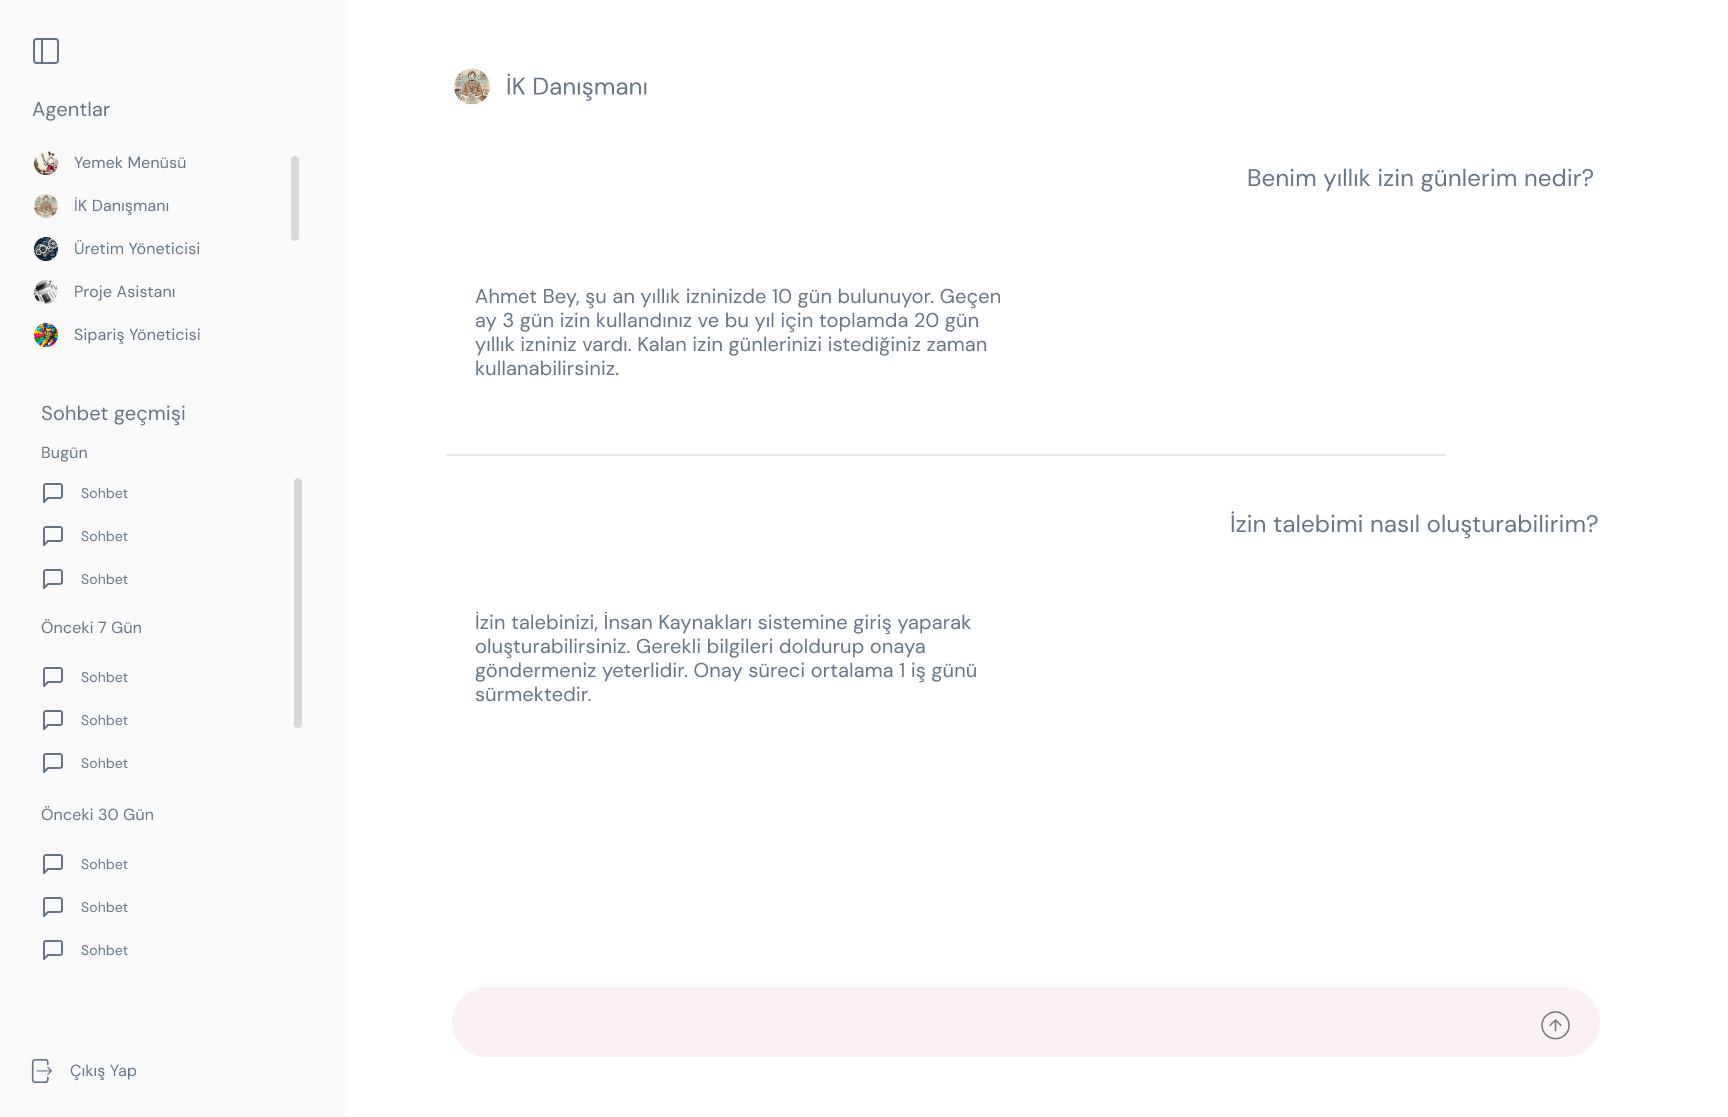 Agentlar
Yemek Menüsü
İK Danışmanı
Üretim Yöneticisi
Proje Asistanı
Sipariş Yöneticisi
Sohbet geçmişi
Bugün
Sohbet
Sohbet
Sohbet
Önceki 7 Gün
Sohbet
Sohbet
Sohbet
Önceki 30 Gün
Sohbet
Sohbet
Sohbet
Çıkış Yap
İK Danışmanı
Benim yıllık izin günlerim nedir?
Ahmet Bey, şu an yıllık izninizde 10 gün bulunuyor. Geçen
ay 3 gün izin kullandınız ve bu yıl için toplamda 20 gün
yıllık izniniz vardı. Kalan izin günlerinizi istediğiniz zaman
kullanabilirsiniz.
İzin talebimi nasıl oluşturabilirim?
İzin talebinizi, İnsan Kaynakları sistemine giriş yaparak
oluşturabilirsiniz. Gerekli bilgileri doldurup onaya
göndermeniz yeterlidir. Onay süreci ortalama 1 iş günü
sürmektedir.